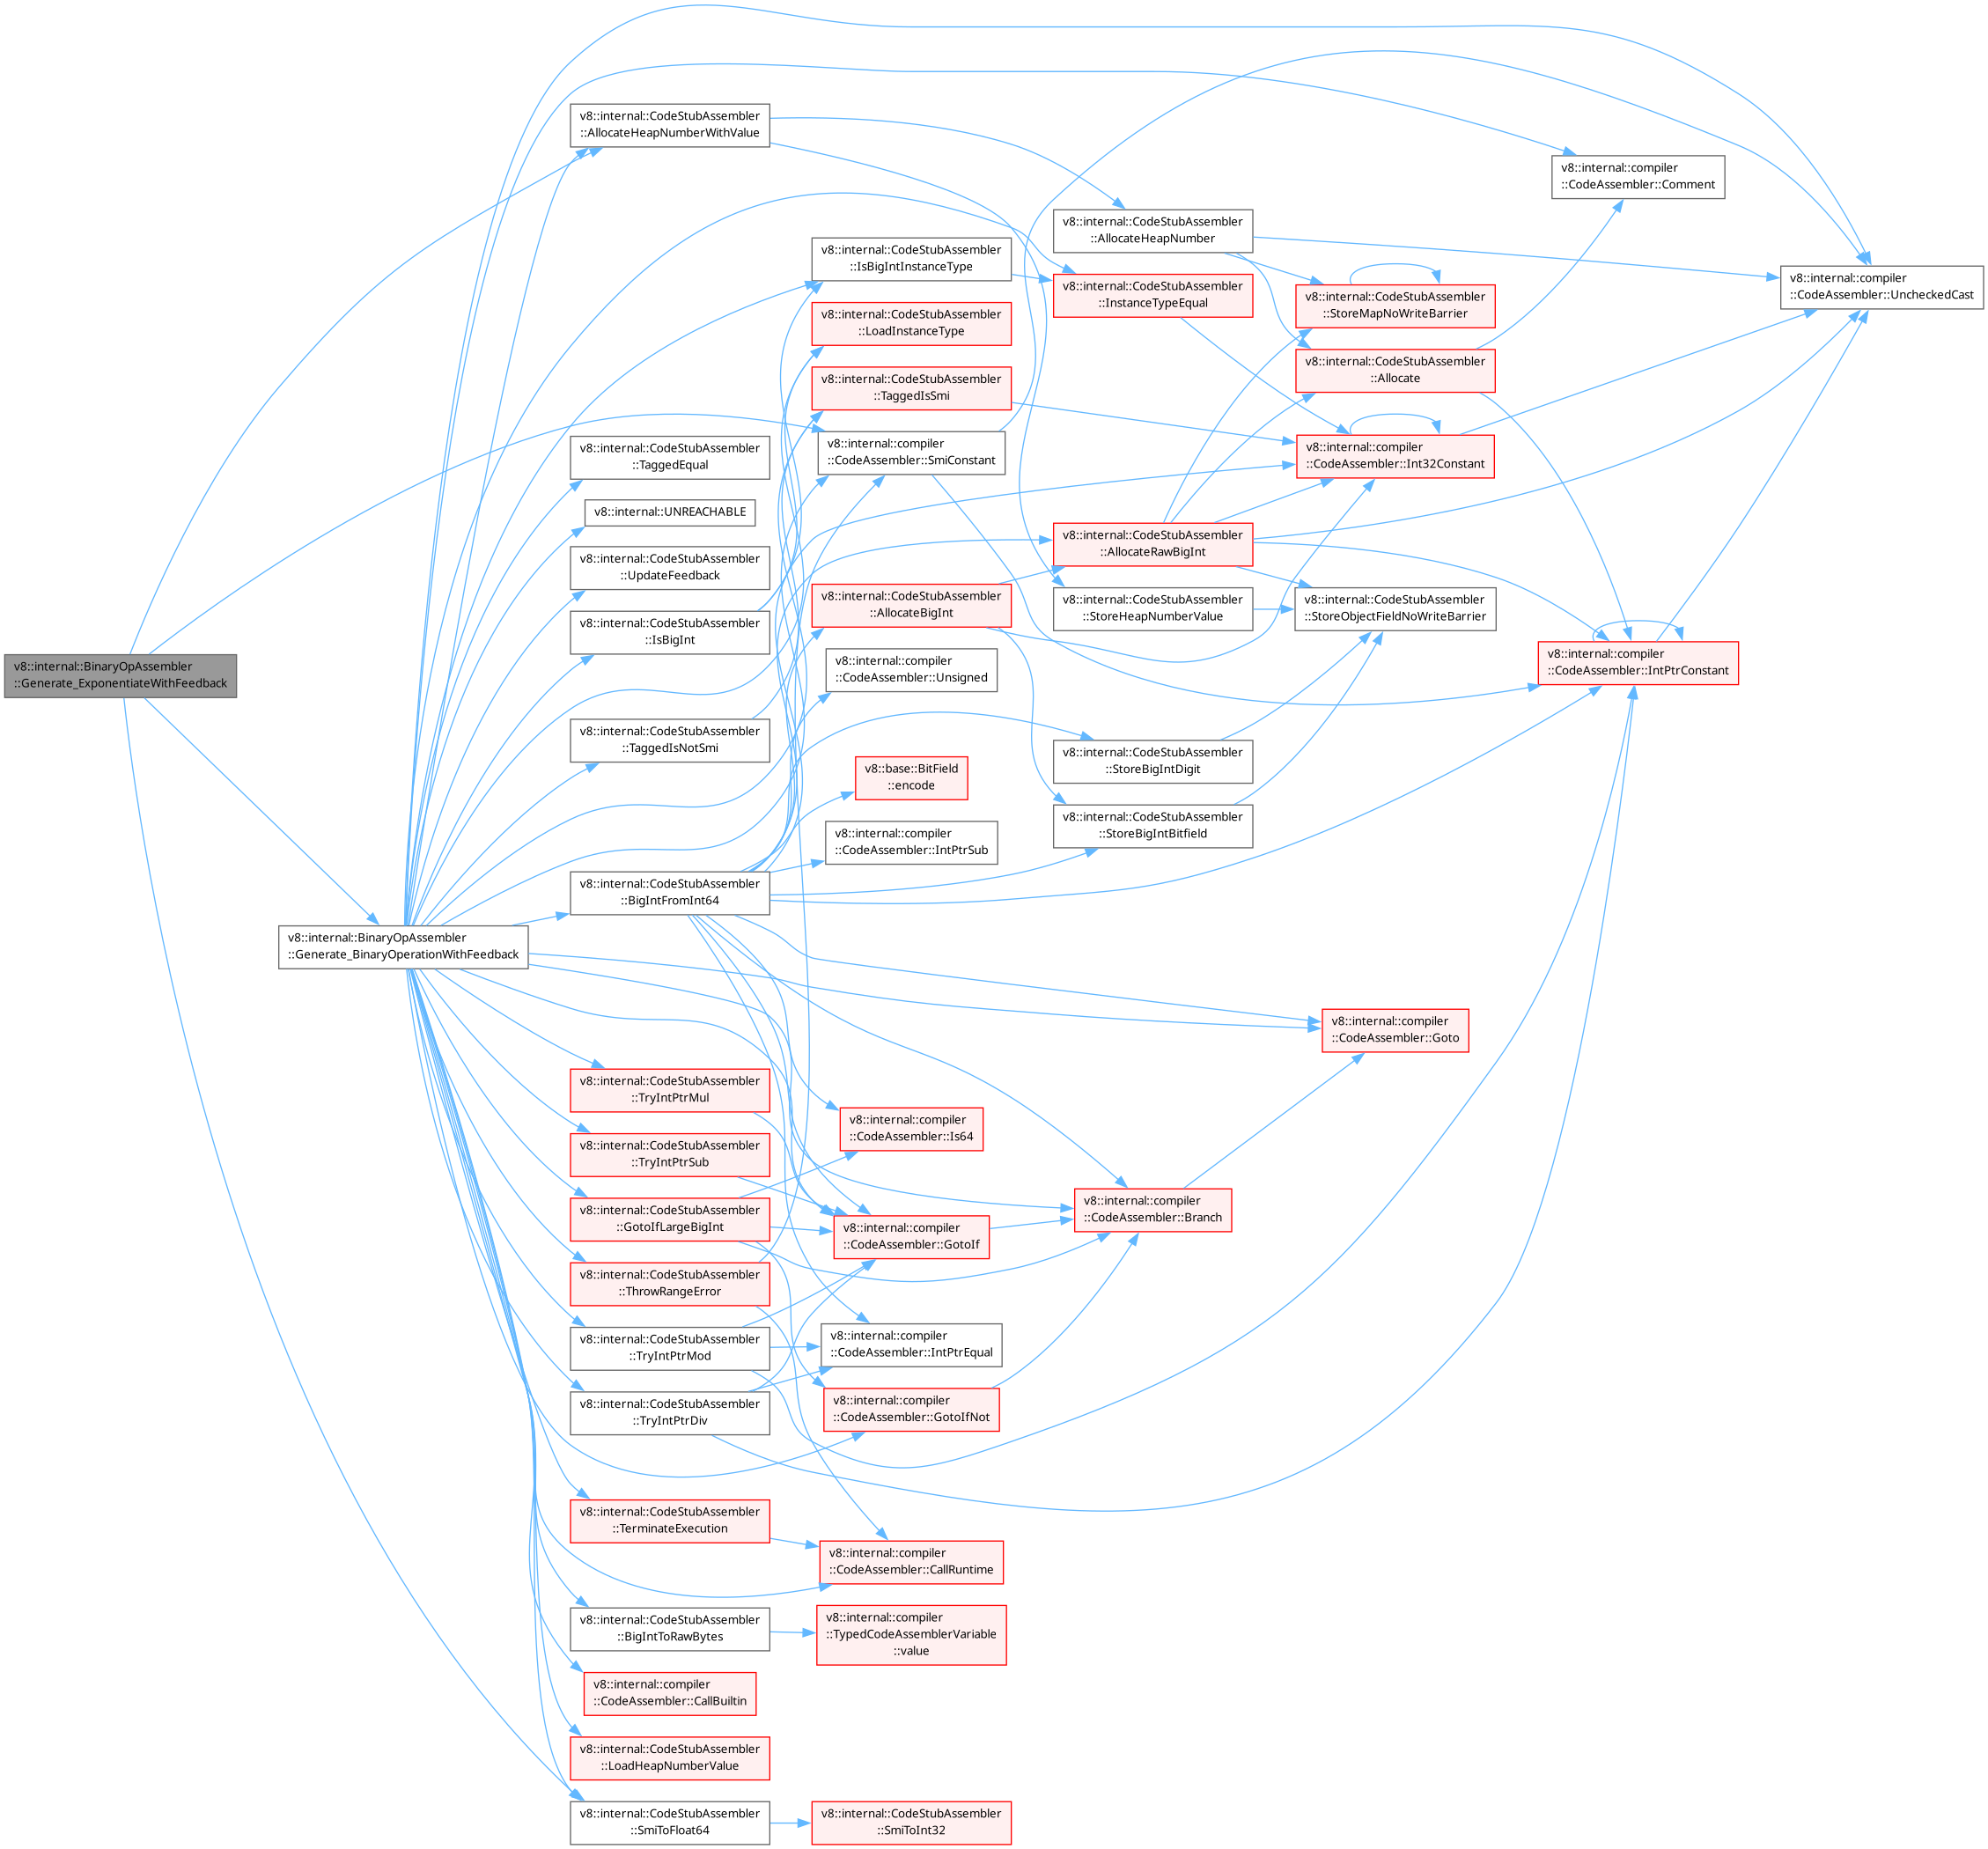 v8::internal::BinaryOpAssembler
::Generate_ExponentiateWithFeedback
v8::internal::BinaryOpAssembler
::Generate_BinaryOperationWithFeedback
v8::internal::CodeStubAssembler
::AllocateHeapNumberWithValue
v8::internal::CodeStubAssembler
::TaggedEqual
v8::internal::UNREACHABLE
v8::internal::CodeStubAssembler
::UpdateFeedback
v8::internal::CodeStubAssembler
::IsBigInt
v8::internal::CodeStubAssembler
::TaggedIsNotSmi
v8::internal::CodeStubAssembler
::BigIntFromInt64
v8::internal::CodeStubAssembler
::TryIntPtrMul
v8::internal::CodeStubAssembler
::TryIntPtrSub
v8::internal::CodeStubAssembler
::GotoIfLargeBigInt
v8::internal::CodeStubAssembler
::ThrowRangeError
v8::internal::CodeStubAssembler
::TryIntPtrMod
v8::internal::CodeStubAssembler
::TryIntPtrDiv
v8::internal::CodeStubAssembler
::TerminateExecution
v8::internal::CodeStubAssembler
::BigIntToRawBytes
v8::internal::compiler
::CodeAssembler::CallBuiltin
v8::internal::CodeStubAssembler
::LoadHeapNumberValue
v8::internal::CodeStubAssembler
::SmiToFloat64
v8::internal::CodeStubAssembler
::IsBigIntInstanceType
v8::internal::CodeStubAssembler
::LoadInstanceType
v8::internal::CodeStubAssembler
::TaggedIsSmi
v8::internal::compiler
::CodeAssembler::SmiConstant
v8::internal::CodeStubAssembler
::AllocateBigInt
v8::internal::compiler
::CodeAssembler::Unsigned
v8::base::BitField
::encode
v8::internal::compiler
::CodeAssembler::IntPtrSub
v8::internal::compiler
::CodeAssembler::Is64
v8::internal::compiler
::CodeAssembler::GotoIf
v8::internal::compiler
::CodeAssembler::IntPtrEqual
v8::internal::compiler
::CodeAssembler::GotoIfNot
v8::internal::compiler
::CodeAssembler::CallRuntime
v8::internal::compiler
::TypedCodeAssemblerVariable
::value
v8::internal::CodeStubAssembler
::SmiToInt32
v8::internal::CodeStubAssembler
::AllocateHeapNumber
v8::internal::CodeStubAssembler
::InstanceTypeEqual
v8::internal::CodeStubAssembler
::AllocateRawBigInt
v8::internal::CodeStubAssembler
::StoreHeapNumberValue
v8::internal::CodeStubAssembler
::StoreBigIntDigit
v8::internal::CodeStubAssembler
::StoreBigIntBitfield
v8::internal::compiler
::CodeAssembler::Branch
v8::internal::CodeStubAssembler
::StoreMapNoWriteBarrier
v8::internal::CodeStubAssembler
::Allocate
v8::internal::compiler
::CodeAssembler::Int32Constant
v8::internal::CodeStubAssembler
::StoreObjectFieldNoWriteBarrier
v8::internal::compiler
::CodeAssembler::Goto
v8::internal::compiler
::CodeAssembler::Comment
v8::internal::compiler
::CodeAssembler::IntPtrConstant
v8::internal::compiler
::CodeAssembler::UncheckedCast